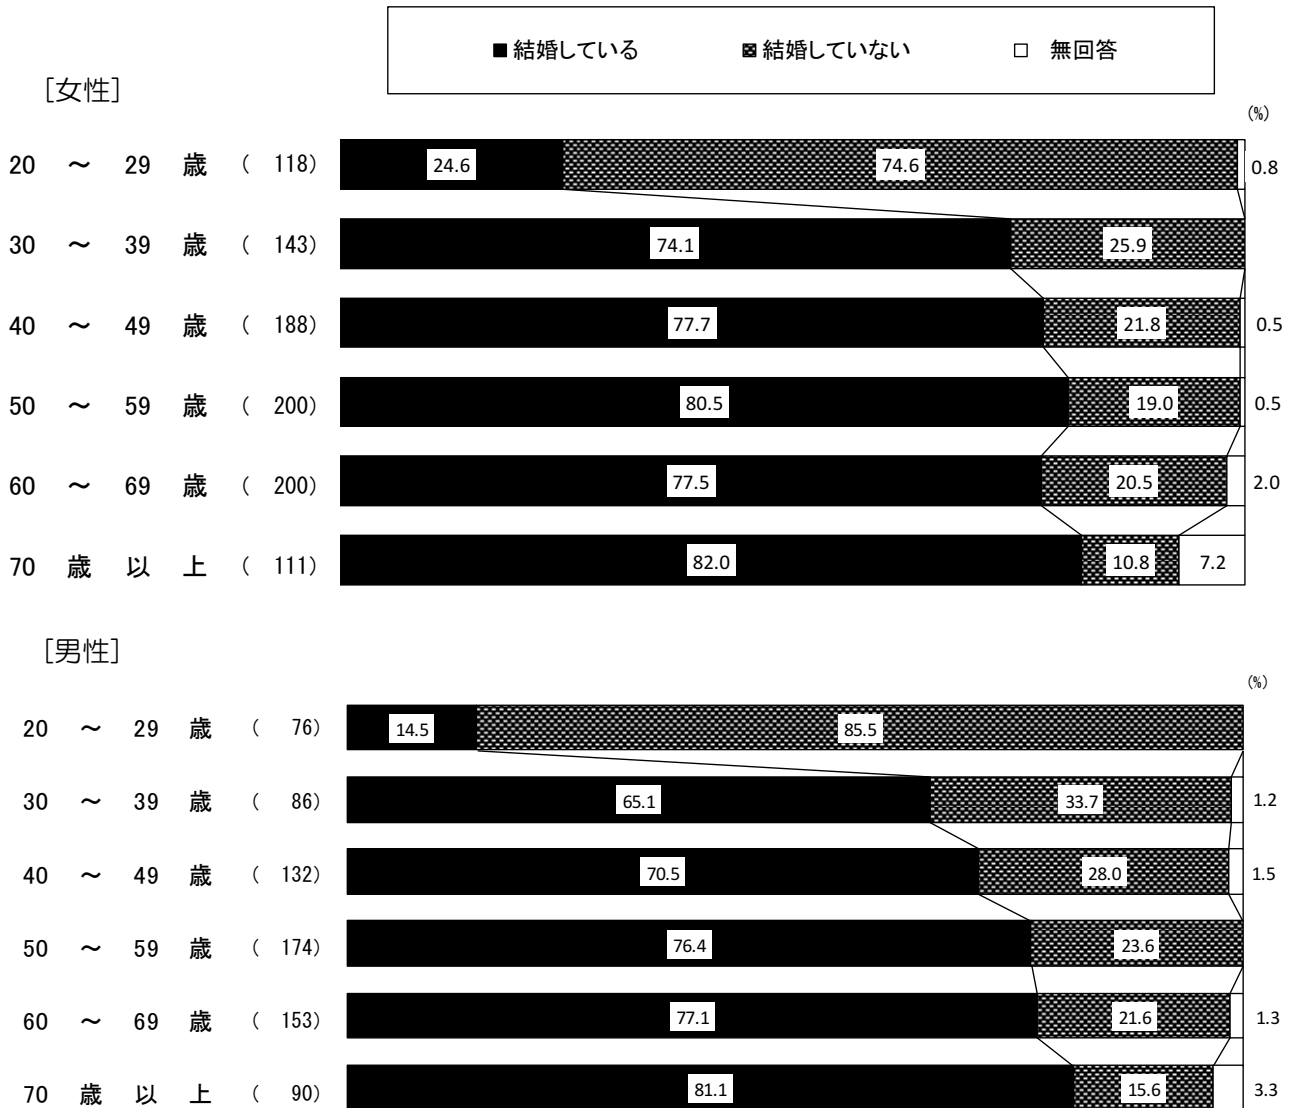 ■結婚している ▩結婚していない □ 無回答
[女性]
(%)
20 ～ 29 歳 ( 118) 24.6 74.6 0.8
30 ～ 39 歳 ( 143) 74.1 25.9
40 ～ 49 歳 ( 188) 77.7 21.8 0.5
50 ～ 59 歳 ( 200) 80.5 19.0 0.5
60 ～ 69 歳 ( 200) 77.5 20.5 2.0
70 歳 以 上 ( 111) 82.0 10.8 7.2
[男性]
(%)
20 ～ 29 歳 ( 76) 14.5 85.5
30 ～ 39 歳 ( 86) 65.1 33.7 1.2
40 ～ 49 歳 ( 132) 70.5 28.0 1.5
50 ～ 59 歳 ( 174) 76.4 23.6
60 ～ 69 歳 ( 153) 77.1 21.6 1.3
70 歳 以 上 ( 90) 81.1 15.6 3.3